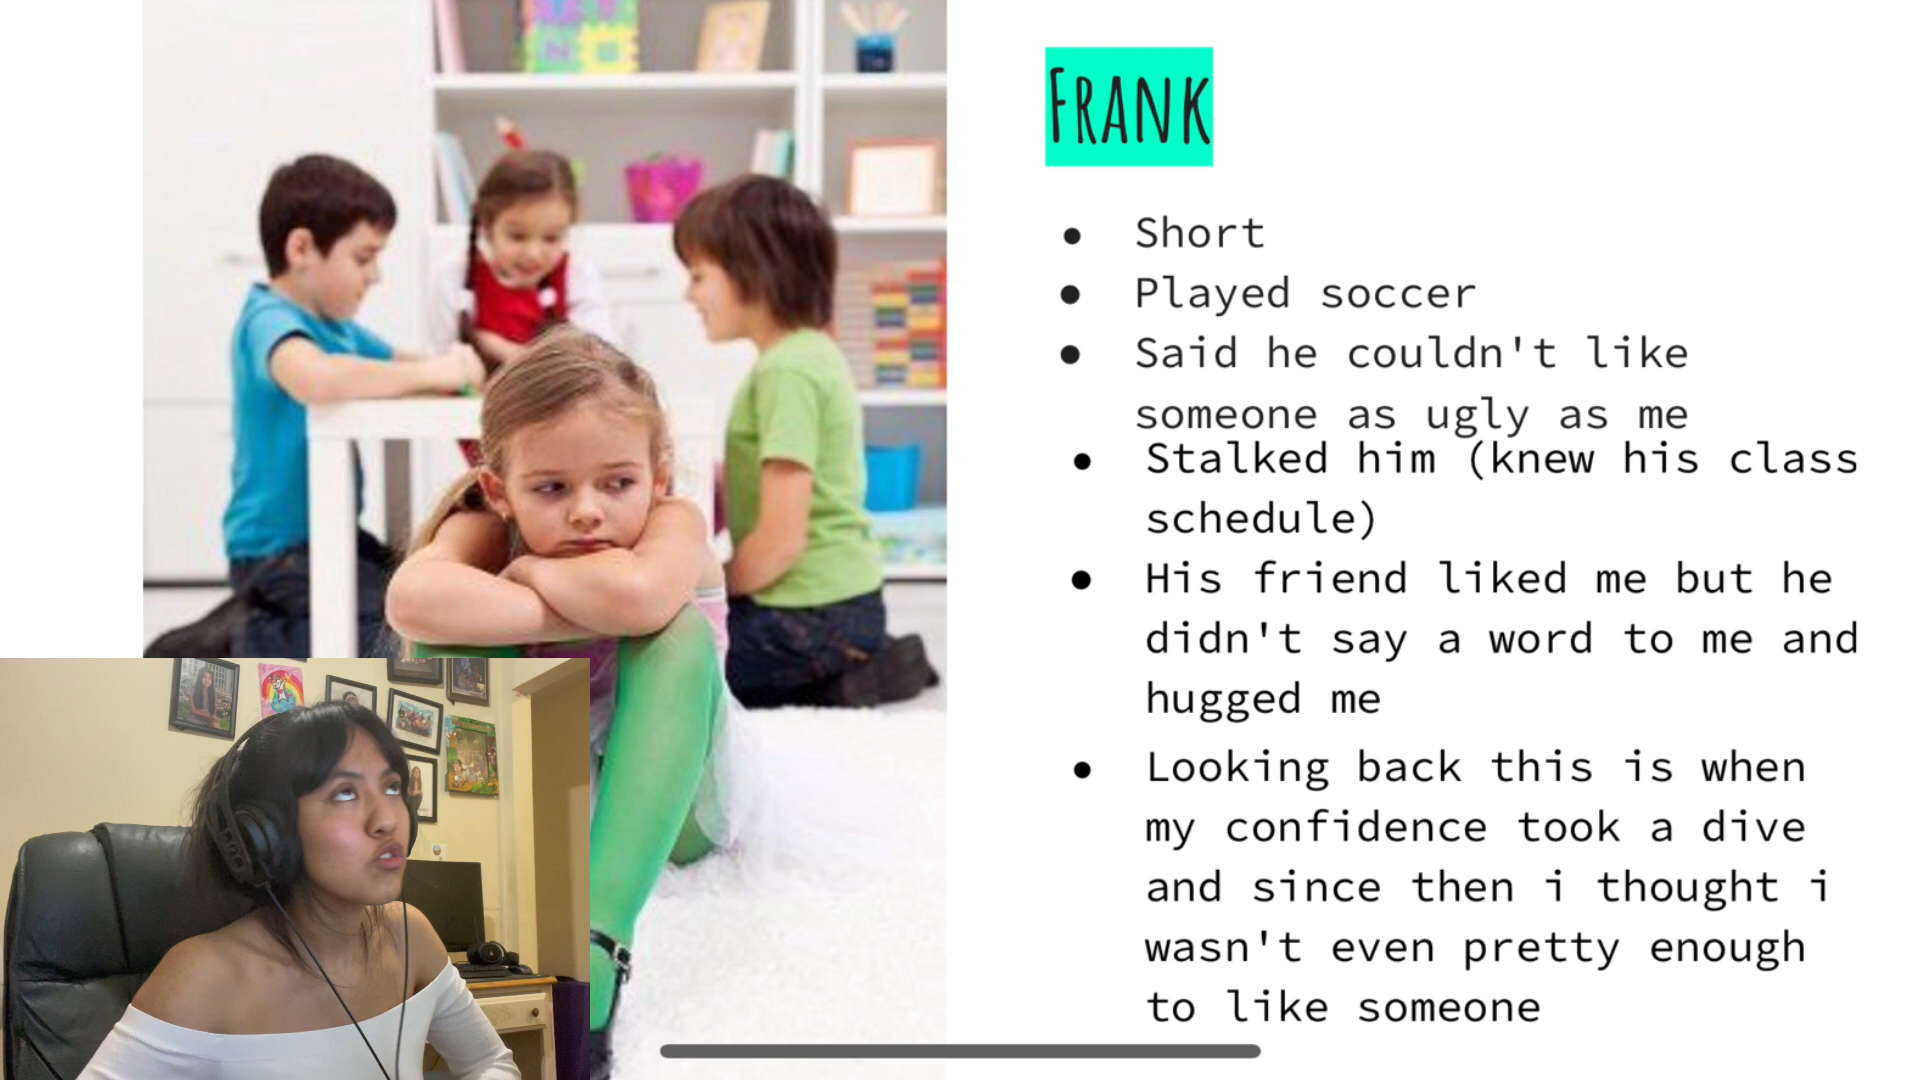 FRANK
● Short
● Played soccer
● Said he couldn't like
someone as ugly as me
● Stalked him (knew his class
schedule)
● His friend liked me but he
didn't say a word to me and
hugged me
● Looking back this is when
my confidence took a dive
and since then i thought i
wasn't even pretty enough
to like someone